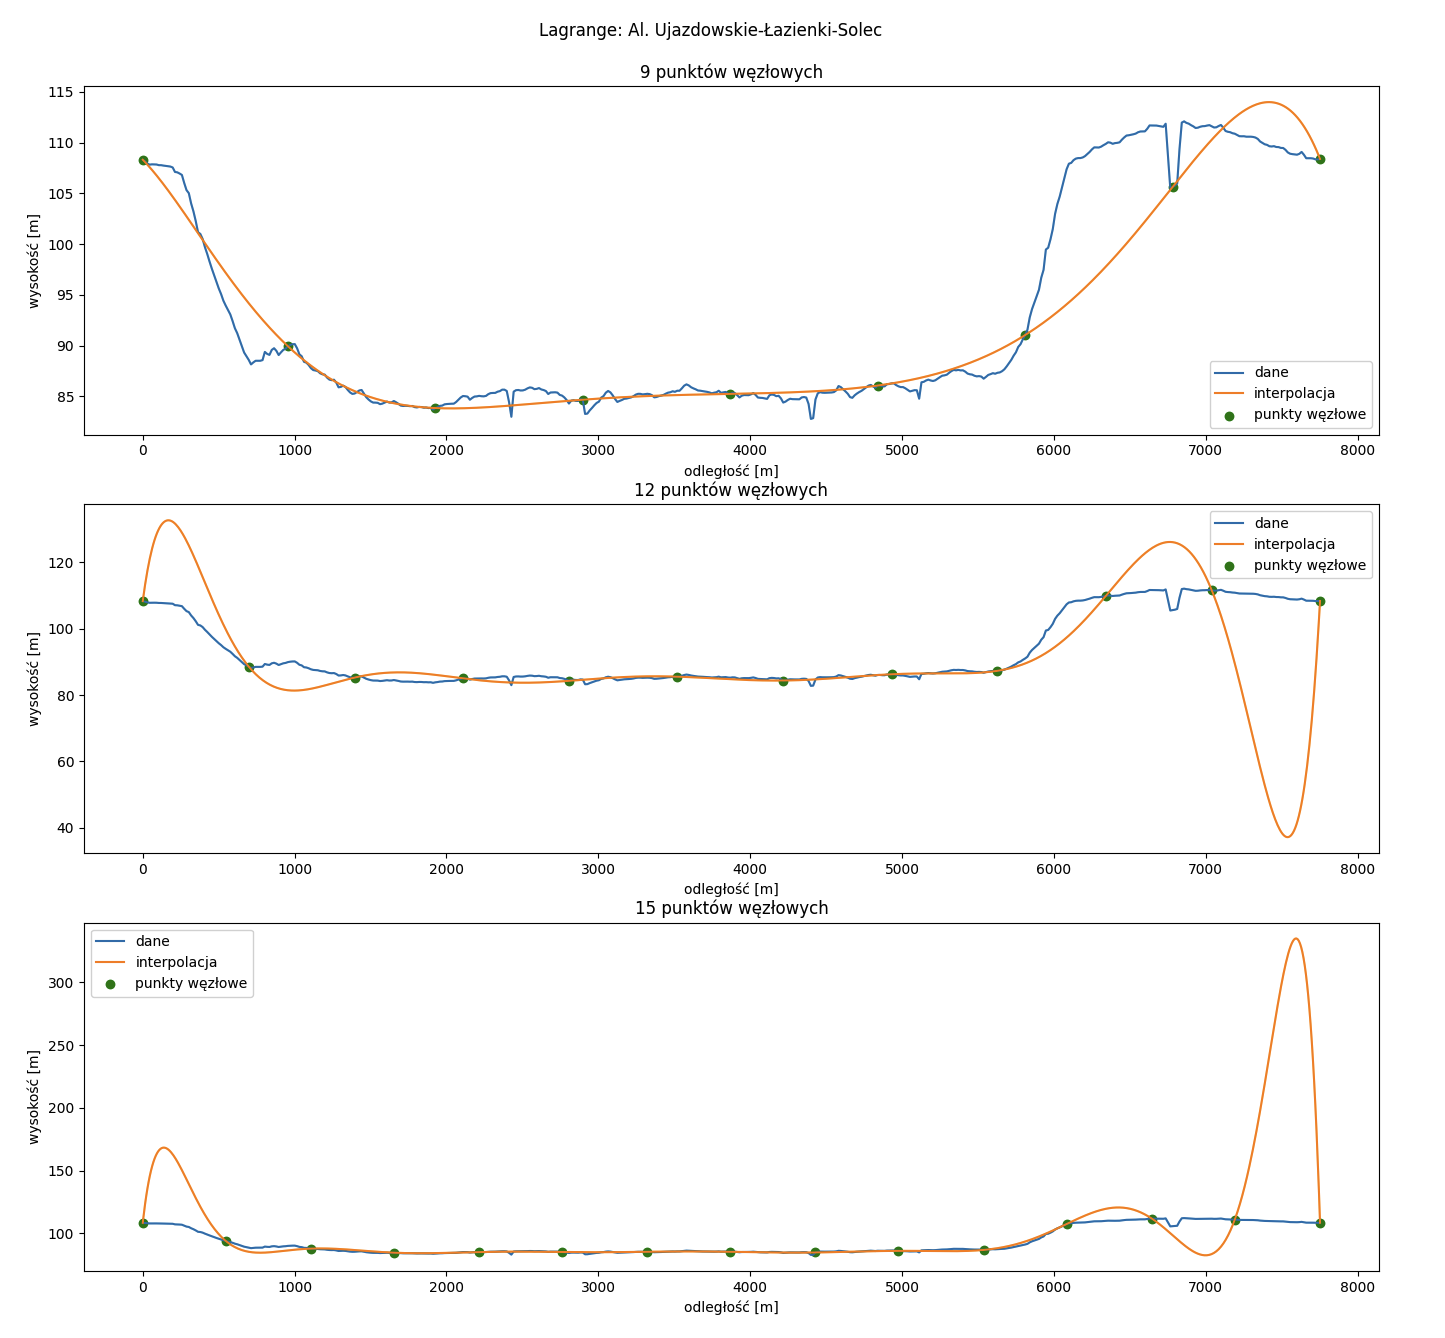 Lagrange: Al. Ujazdowskie-Łazienki-Solec
9 punktów węzłowych
115
110
105
100
95
90
85
wysokość [m]
dane
interpolacja
punkty węzłowe
0 1000 2000 3000 4000 5000 6000 7000 8000
odległość [m]
12 punktów węzłowych
120
100
80
60
40
wysokość [m]
dane
interpolacja
punkty węzłowe
0 1000 2000 3000 4000 5000 6000 7000 8000
odległość [m]
15 punktów węzłowych
300
250
200
150
100
wysokość [m]
dane
interpolacja
punkty węzłowe
0 1000 2000 3000 4000 5000 6000 7000 8000
odległość [m]